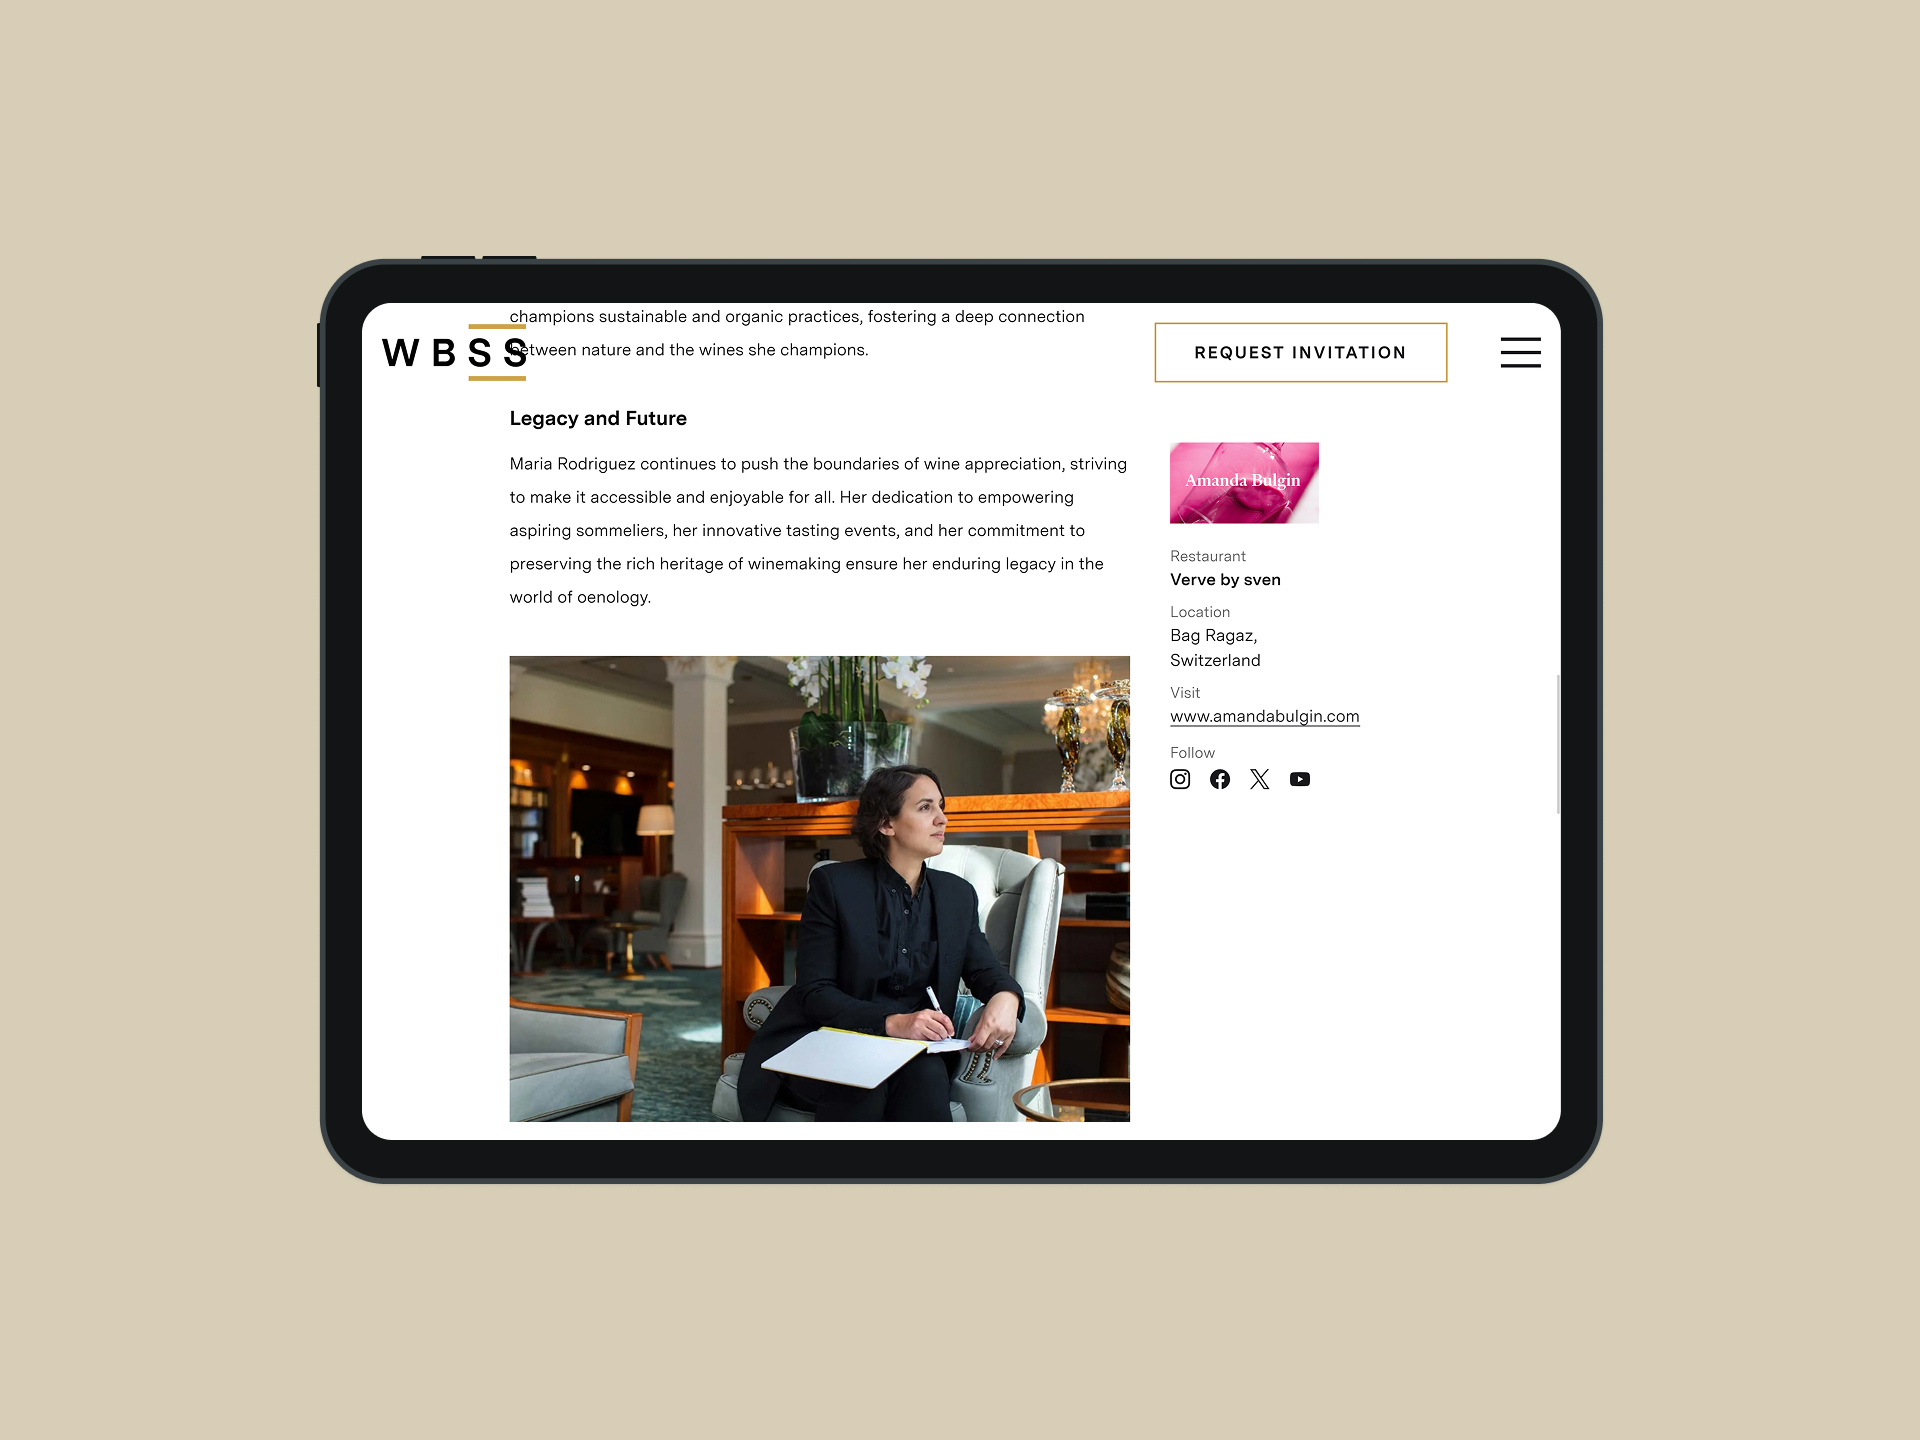 champions sustainable and organic practices, fostering a deep connection
between nature and the wines she champions.
WBSS
REQUEST INVITATION
Legacy and Future
Maria Rodriguez continues to push the boundaries of wine appreciation, striving
to make it accessible and enjoyable for all. Her dedication to empowering
aspiring sommeliers, her innovative tasting events, and her commitment to
preserving the rich heritage of winemaking ensure her enduring legacy in the
world of oenology.
Amanda Bulgin
Restaurant
Verve by sven
Location
Bag Ragaz,
Switzerland
Visit
www.amandabulgin.com
Follow